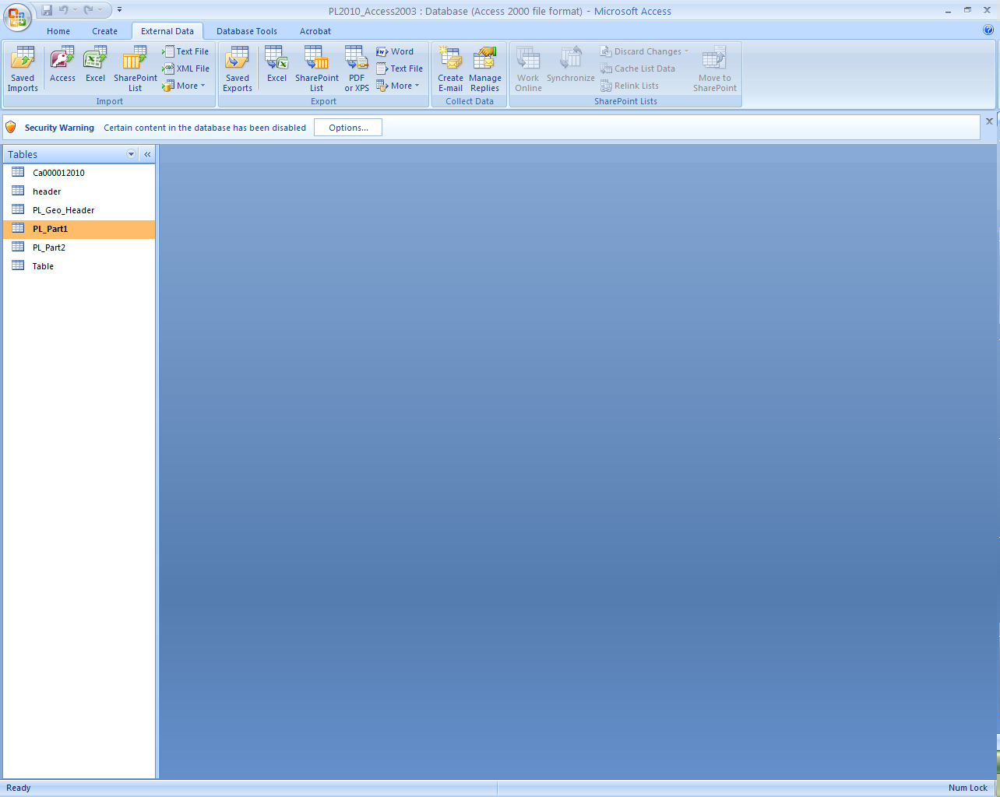 PL2010_Access2003 : Database (Access 2000 file format) - Microsoft Access
Home Create External Data Database Tools Acrobat
Saved Imports
Access
Excel
SharePoint List
Text File
XML File
More
Import
Saved Exports
Excel
SharePoint List
PDF or XPS
Word
Text File
More
Export
Create E-mail
Manage Replies
Collect Data
Work Online
Synchronize
Discard Changes
Cache List Data
Relink Lists
Move to SharePoint
SharePoint Lists
Security Warning Certain content in the database has been disabled Options...
Tables
Ca000012010
header
PL_Geo_Header
PL_Part1
PL_Part2
Table
Ready Num Lock